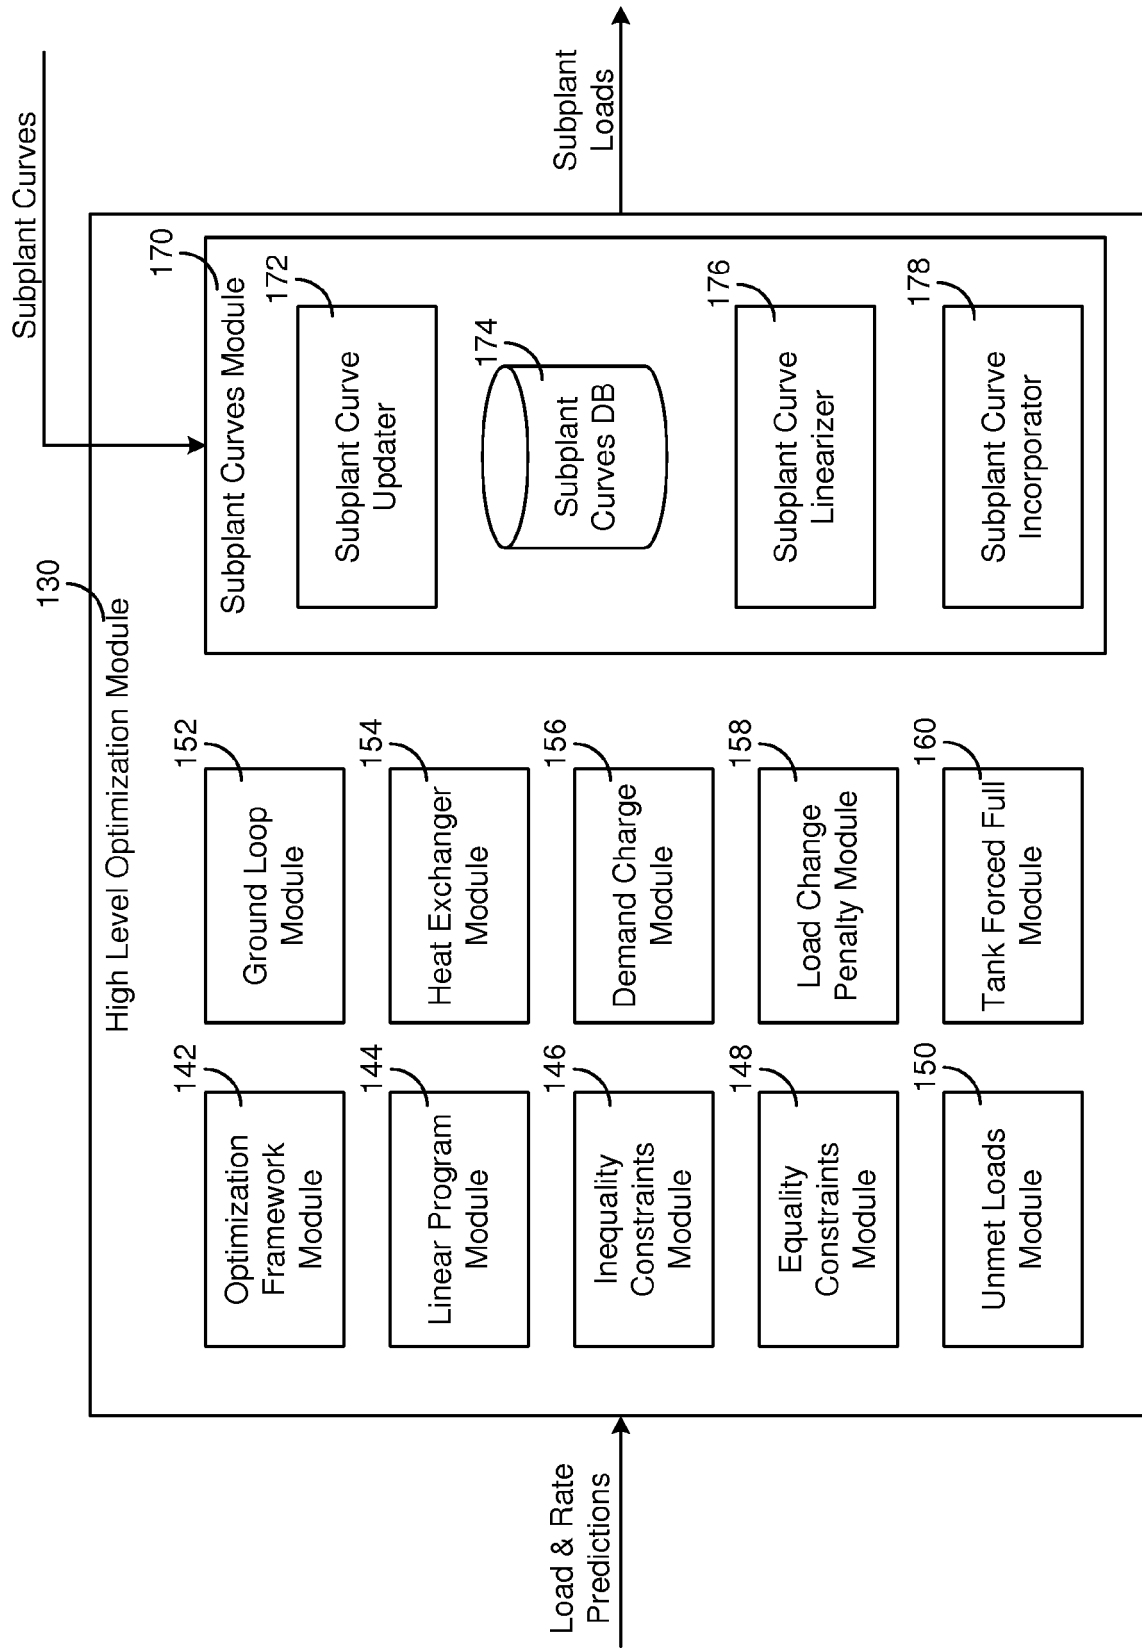 Subplant Curves
130
High Level Optimization Module
Load & Rate
Predictions
142
Optimization
Framework
Module
144
Linear Program
Module
146
Inequality
Constraints
Module
148
Equality
Constraints
Module
150
Unmet Loads
Module
152
Ground Loop
Module
154
Heat Exchanger
Module
156
Demand Charge
Module
158
Load Change
Penalty Module
160
Tank Forced Full
Module
170
Subplant Curves Module
172
Subplant Curve
Updater
174
Subplant
Curves DB
176
Subplant Curve
Linearizer
178
Subplant Curve
Incorporator
Subplant
Loads